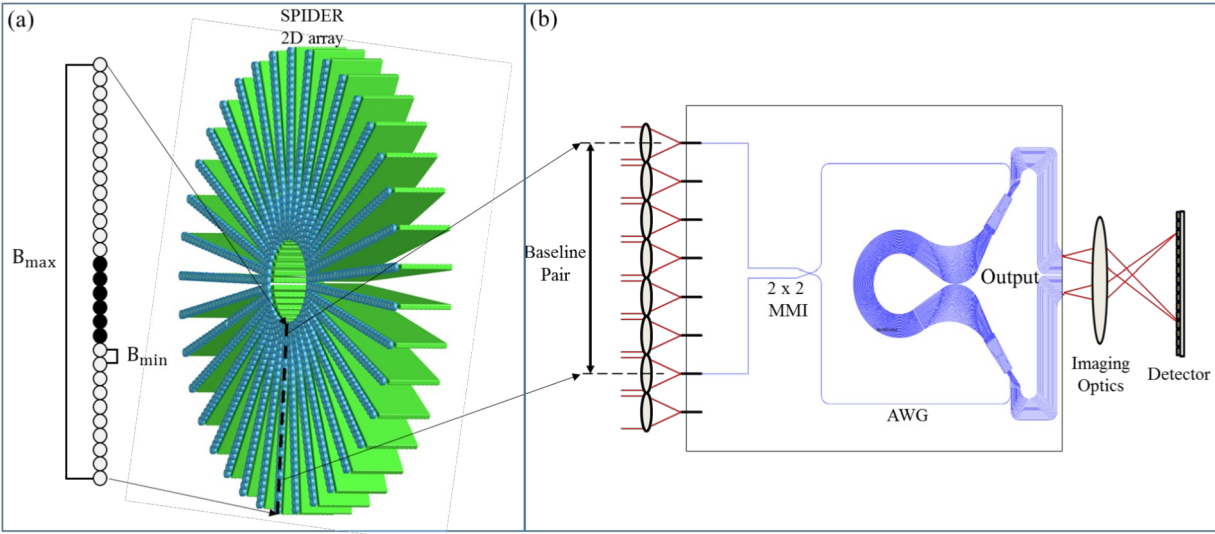 (a)
SPIDER
2D array
Bmax
Bmin
(b)
Baseline
Pair
2 x 2
MMI
Output
AWG
Imaging
Optics
Detector